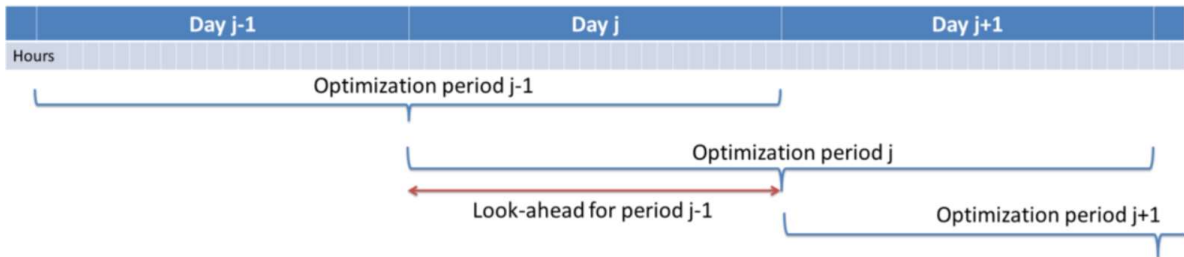 Day j-1 Day j Day j+1
Hours
Optimization period j-1
Optimization period j
Look-ahead for period j-1
Optimization period j+1